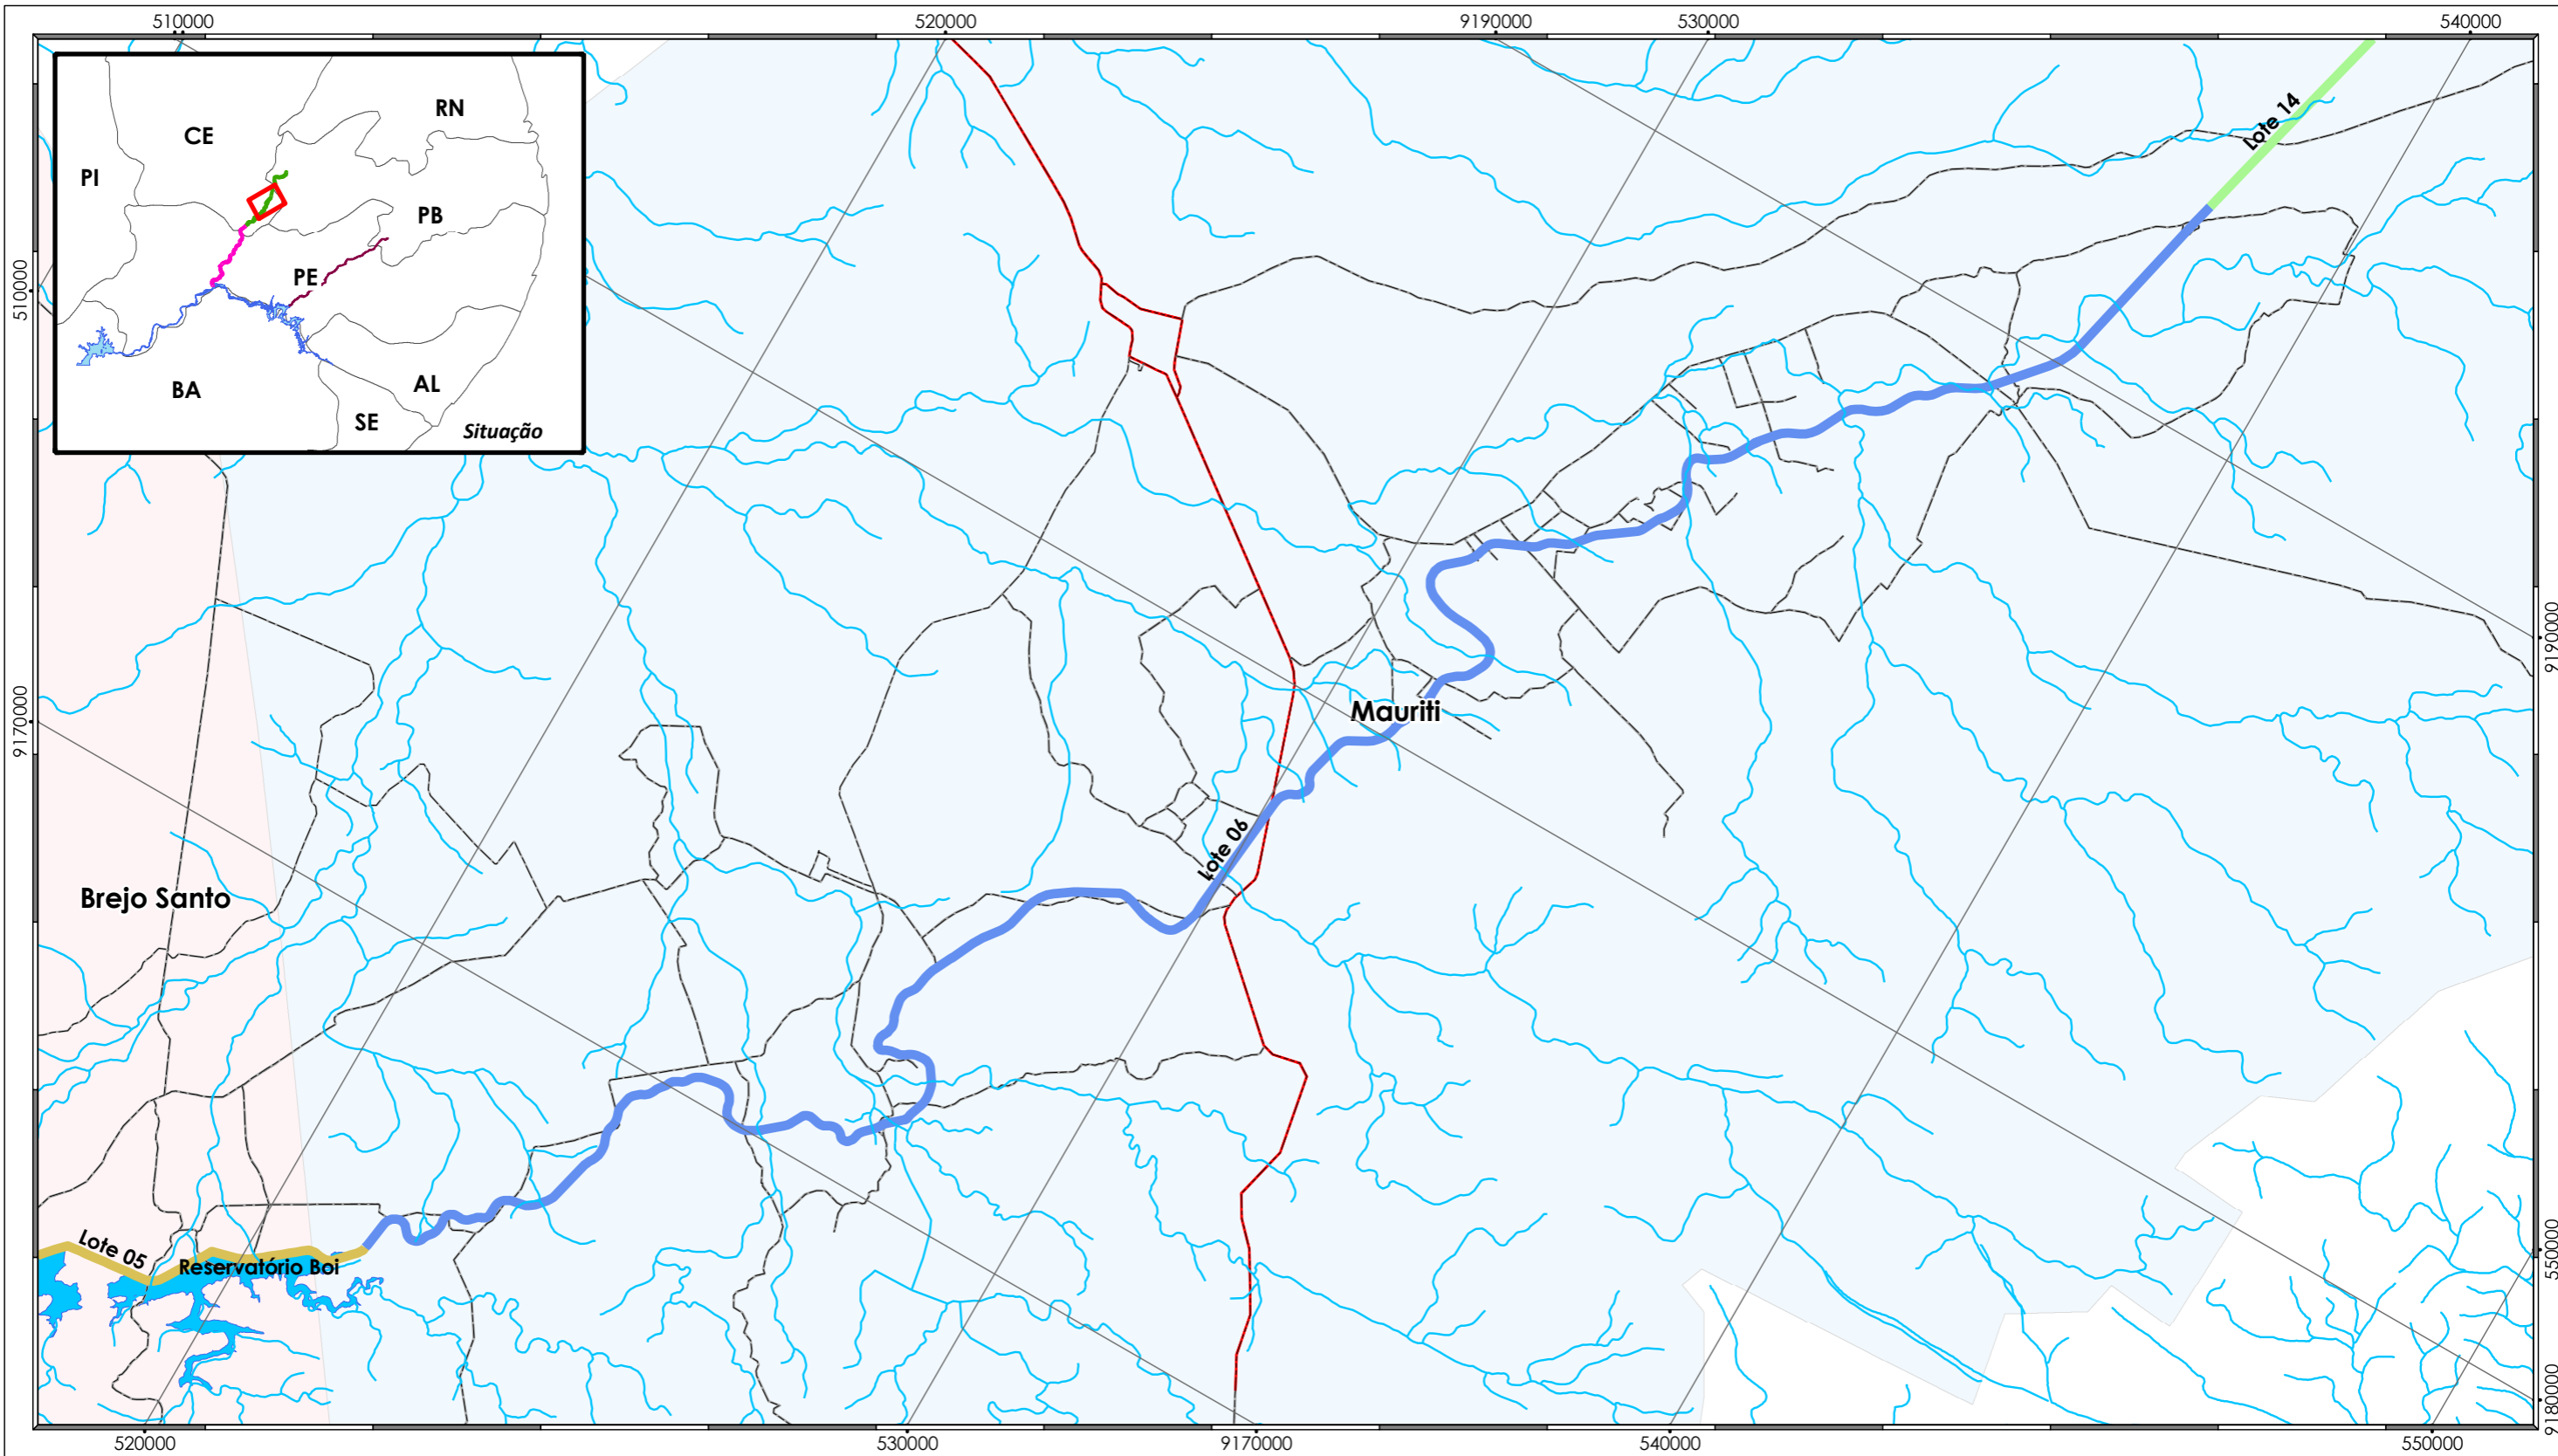 510000
520000
9190000
530000
540000
CE
RN
PI
PB
PE
BA
AL
SE
Situação
Lote 14
510000
9170000
9190000
Mauriti
Lote 06
Brejo Santo
Lote 05
Reservatório Boi
550000
9180000
520000
530000
9170000
540000
550000